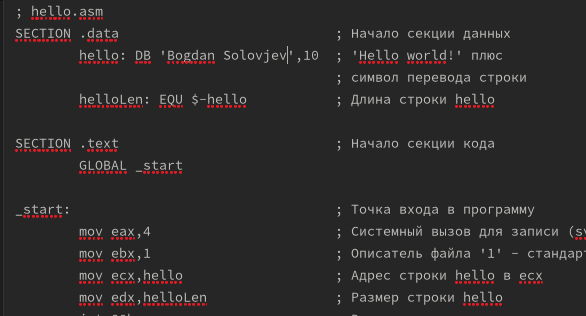 ; hello.asm
SECTION .data ; Начало секции данных
hello: DB 'Bogdan Solovjev',10 ; 'Hello world!' плюс
; символ перевода строки
helloLen: EQU $-hello ; Длина строки hello
SECTION .text ; Начало секции кода
GLOBAL _start
_start: ; Точка входа в программу
mov eax,4 ; Системный вызов для записи (sy
mov ebx,1 ; Описатель файла '1' - стандарт
mov ecx,hello ; Адрес строки hello в ecx
mov edx,helloLen ; Размер строки hello